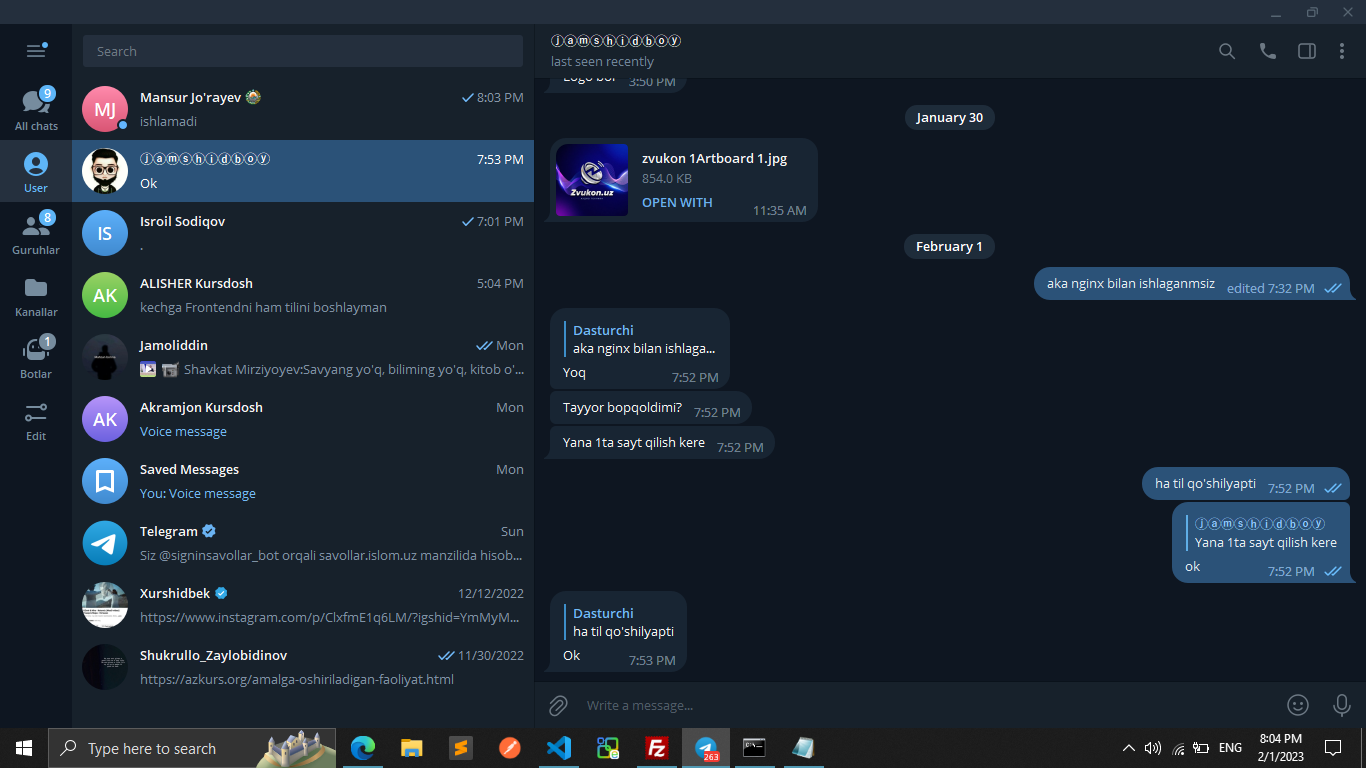 Search
9
All chats
User
8
Guruhlar
Kanallar
1
Botlar
Edit
MJ
Mansur Jo'rayev
8:03 PM
ishlamadi
ⓙⓐⓜⓢⓗⓘⓓⓑⓞⓨ
7:53 PM
Ok
IS
Isroil Sodiqov
7:01 PM
.
AK
ALISHER Kursdosh
5:04 PM
kechga Frontendni ham tilini boshlayman
Jamoliddin
Mon
Shavkat Mirziyoyev:Savyang yo'q, biliming yo'q, kitob o'...
AK
Akramjon Kursdosh
Mon
Voice message
Saved Messages
Mon
You: Voice message
Telegram
Sun
Siz @signinsavollar_bot orqali savollar.islom.uz manzilida hisob...
Xurshidbek
12/12/2022
https://www.instagram.com/p/ClxfmE1q6LM/?igshid=YmMyM...
Shukrullo_Zaylobidinov
11/30/2022
https://azkurs.org/amalga-oshiriladigan-faoliyat.html
ⓙⓐⓜⓢⓗⓘⓓⓑⓞⓨ
last seen recently
Logo bor 3:50 PM
January 30
Zvukon.uz
zvukon 1Artboard 1.jpg
854.0 KB
OPEN WITH
11:35 AM
February 1
aka nginx bilan ishlaganmsiz edited 7:32 PM
Dasturchi
aka nginx bilan ishlaga...
Yoq 7:52 PM
Tayyor bopqoldimi? 7:52 PM
Yana 1ta sayt qilish kere 7:52 PM
ha til qo'shilyapti 7:52 PM
ⓙⓐⓜⓢⓗⓘⓓⓑⓞⓨ
Yana 1ta sayt qilish kere
ok 7:52 PM
Dasturchi
ha til qo'shilyapti
Ok 7:53 PM
Write a message...
Type here to search
263
ENG
8:04 PM
2/1/2023